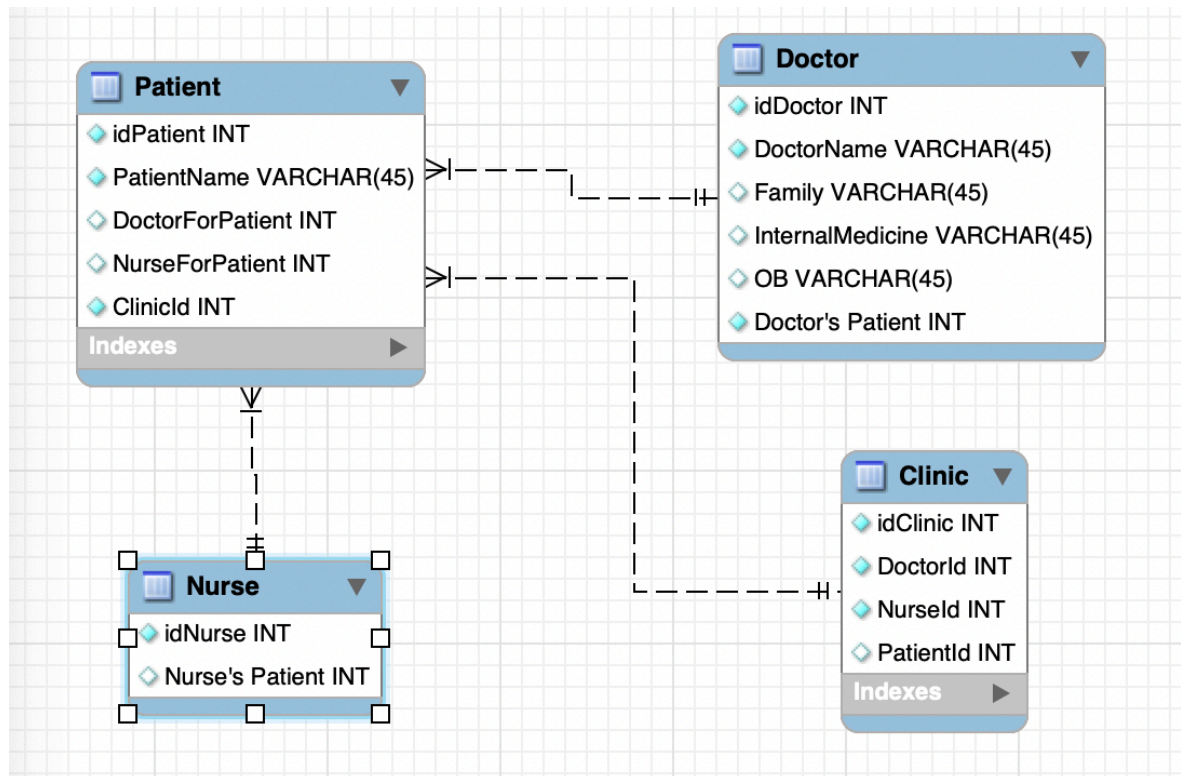 Patient
idPatient INT
PatientName VARCHAR(45)
DoctorForPatient INT
NurseForPatient INT
ClinicId INT
Indexes
Doctor
idDoctor INT
DoctorName VARCHAR(45)
Family VARCHAR(45)
InternalMedicine VARCHAR(45)
OB VARCHAR(45)
Doctor's Patient INT
Nurse
idNurse INT
Nurse's Patient INT
Clinic
idClinic INT
DoctorId INT
NurseId INT
PatientId INT
Indexes